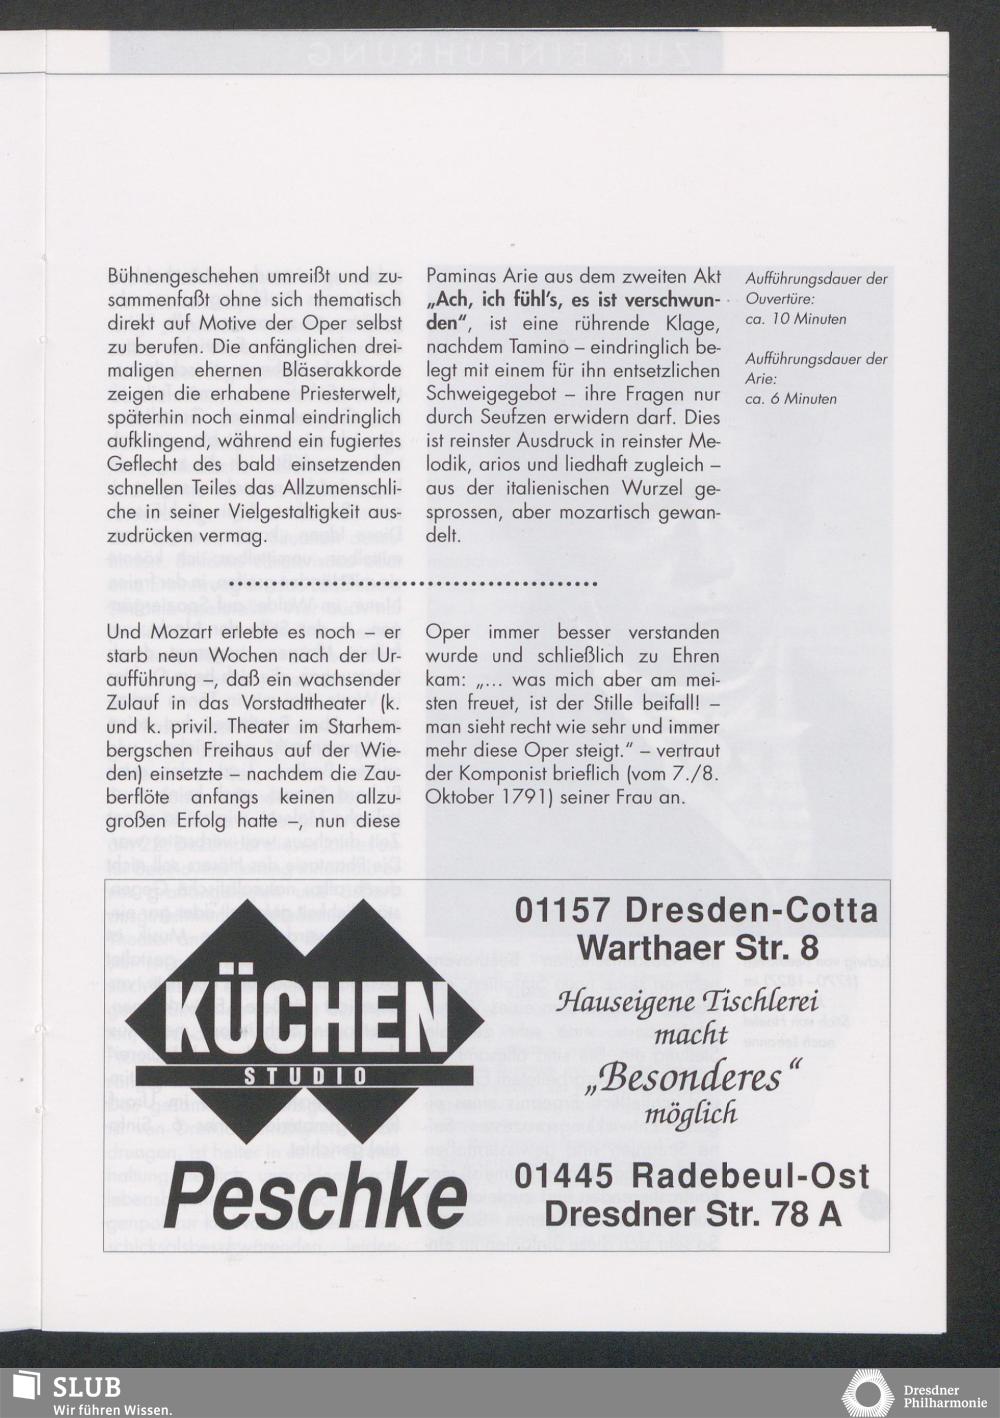 Bühnengeschehen umreißt und zu-
sammenfaßt ohne sich thematisch
direkt auf Motive der Oper selbst
zu berufen. Die anfänglichen drei-
maligen ehernen Bläserakkorde
zeigen die erhabene Priesterwelt,
späterhin noch einmal eindringlich
aufklingend, während ein fugiertes
Geflecht des bald einsetzenden
schnellen Teiles das Allzumenschli-
che in seiner Vielgestaltigkeit aus-
zudrücken vermag.
Paminas Arie aus dem zweiten Akt
„Ach, ich fühl's, es ist verschwun-
den“, ist eine rührende Klage,
nachdem Tamino – eindringlich be-
legt mit einem für ihn entsetzlichen
Schweigegebot – ihre Fragen nur
durch Seufzen erwidern darf. Dies
ist reinster Ausdruck in reinster Me-
lodik, arios und liedhaft zugleich –
aus der italienischen Wurzel ge-
sprossen, aber mozartisch gewan-
delt.
Aufführungsdauer der
Ouvertüre:
ca. 10 Minuten
Aufführungsdauer der
Arie:
ca. 6 Minuten
Und Mozart erlebte es noch – er
starb neun Wochen nach der Ur-
aufführung –, daß ein wachsender
Zulauf in das Vorstadttheater (k.
und k. privil. Theater im Starhem-
bergschen Freihaus auf der Wie-
den) einsetzte – nachdem die Zau-
berflöte anfangs keinen allzu-
großen Erfolg hatte –, nun diese
Oper immer besser verstanden
wurde und schließlich zu Ehren
kam: „... was mich aber am mei-
sten freuet, ist der Stille beifall! –
man sieht recht wie sehr und immer
mehr diese Oper steigt.“ – vertraut
der Komponist brieflich (vom 7./8.
Oktober 1791) seiner Frau an.
KÜCHEN
STUDIO
Peschke
01157 Dresden-Cotta
Warthaer Str. 8
Hauseigene Tischlerei
macht
„Besonderes“
möglich
01445 Radebeul-Ost
Dresdner Str. 78 A
SLUB
Wir führen Wissen.
Dresdner
Philharmonie